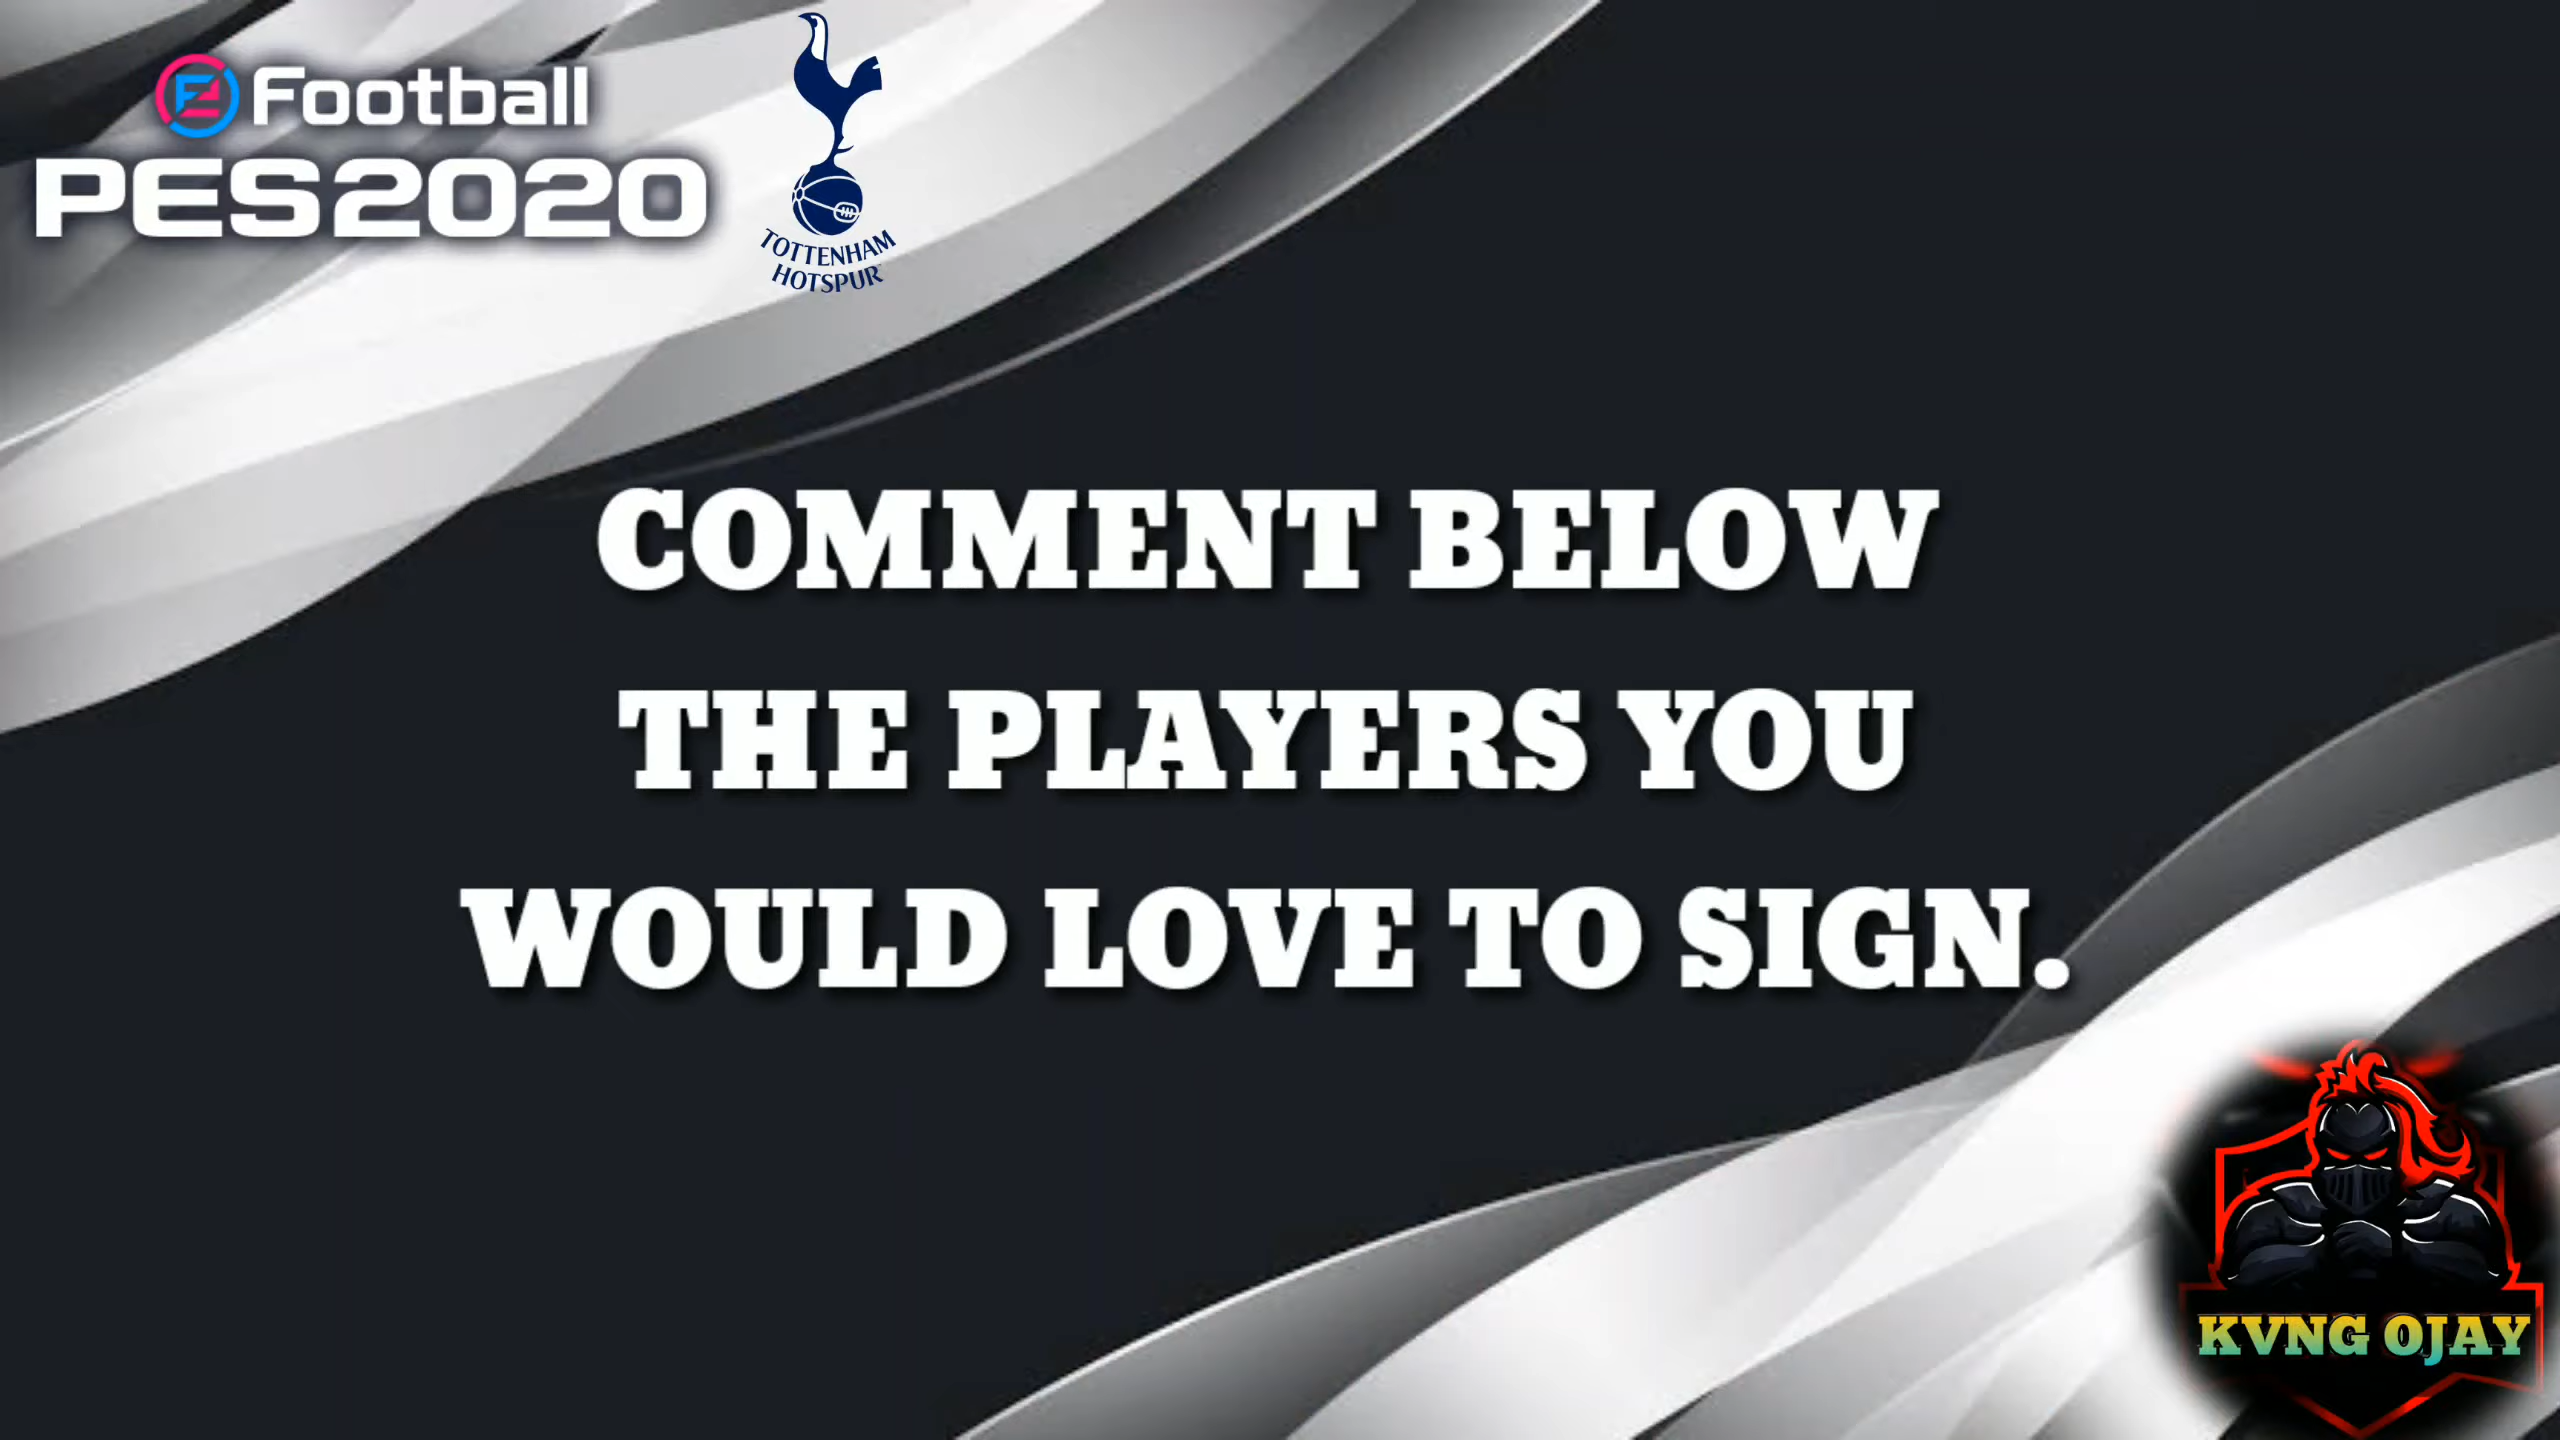 eFootball
PES2020
TOTTENHAM
HOTSPUR
COMMENT BELOW
THE PLAYERS YOU
WOULD LOVE TO SIGN.
KVNG OJAY